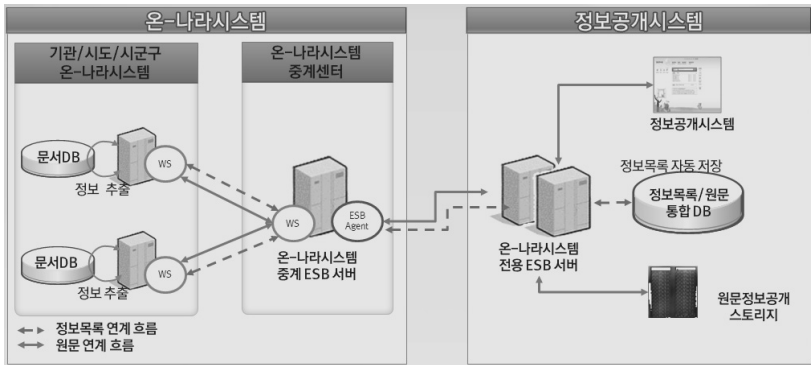 온-나라시스템
기관/시도/시군구
온-나라시스템
문서DB
정보 추출
WS
문서DB
정보 추출
WS
온-나라시스템
중계센터
WS
ESB
Agent
온-나라시스템
중계 ESB 서버
정보목록 연계 흐름
원문 연계 흐름
정보공개시스템
정보공개시스템
온-나라시스템
전용 ESB 서버
정보목록 자동 저장
정보목록/원문
통합 DB
원문정보공개
스토리지